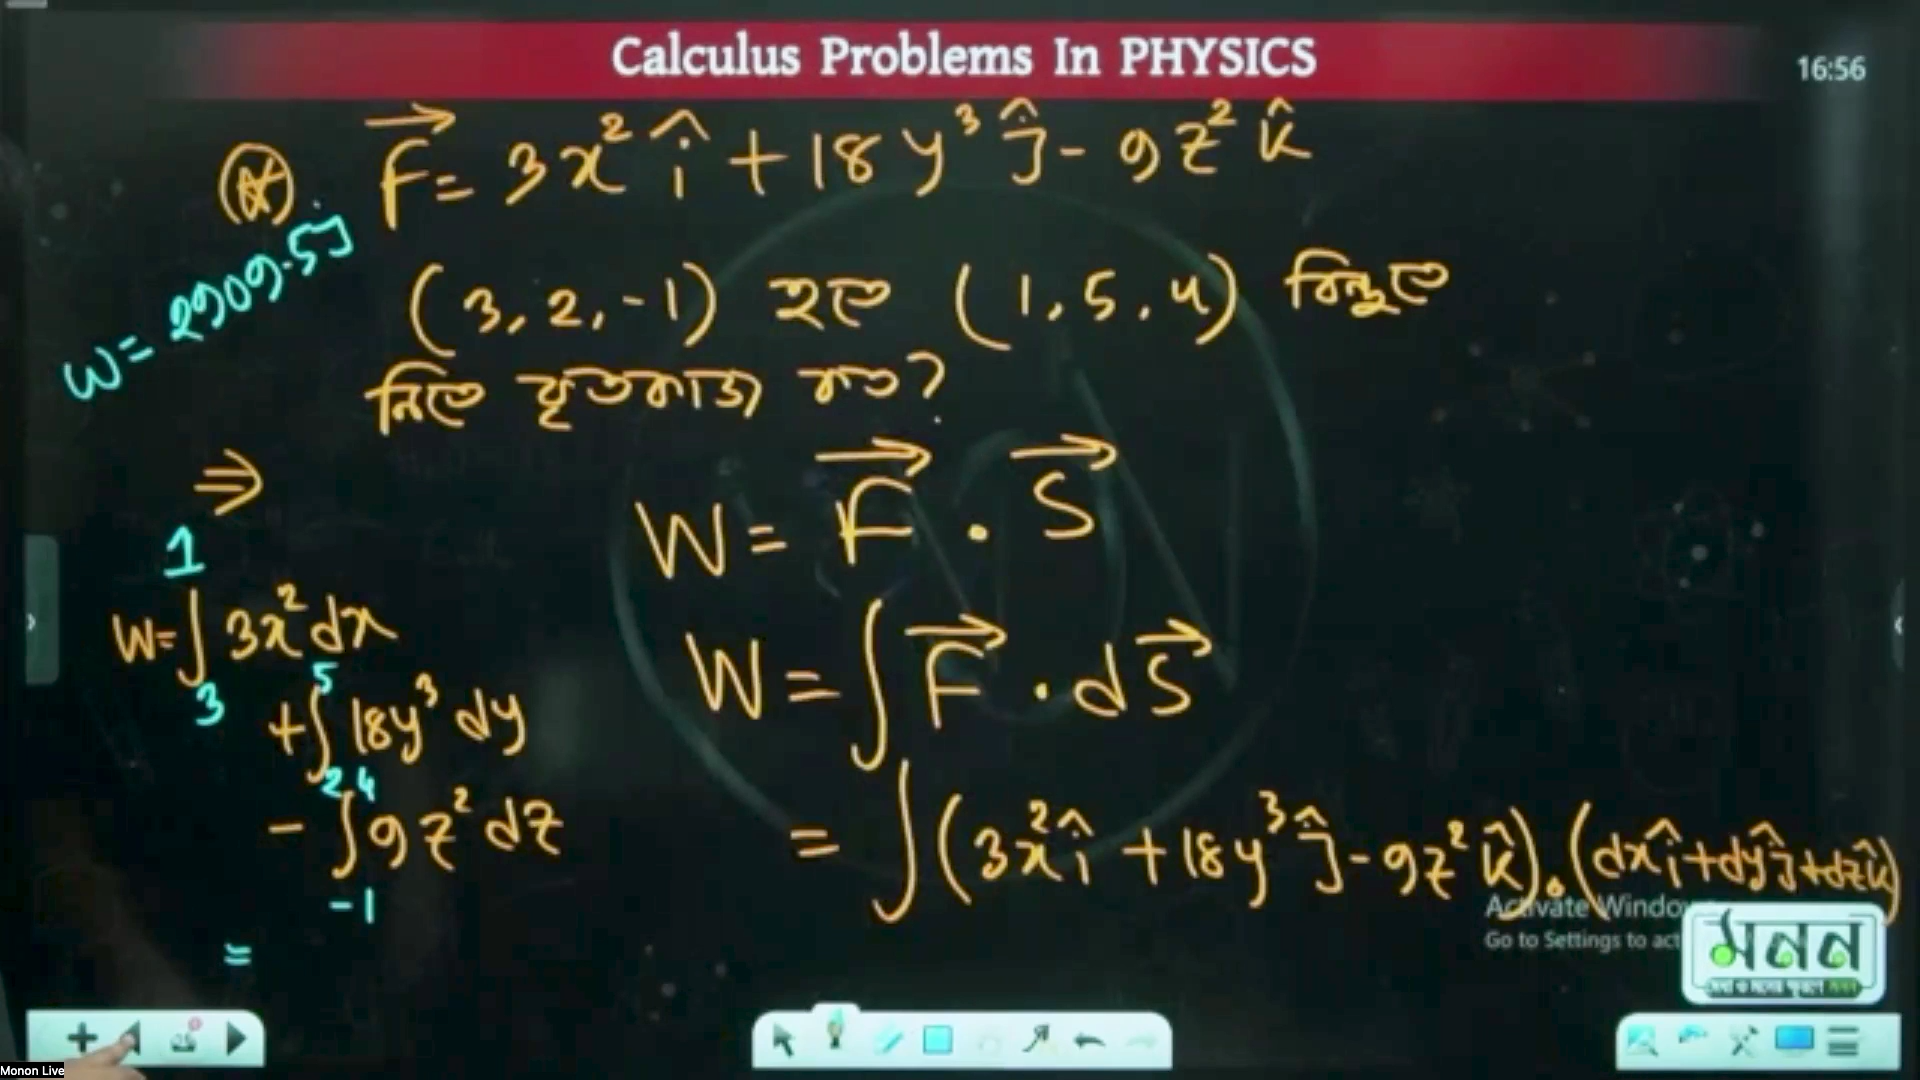 Calculus Problems In PHYSICS
16:56
F⃗ = 3x² î + 18y³ ĵ - 9z² k̂
W = 2909.5J
(3, 2, -1) হতে (1, 5, 4) বিন্দুতে
নিতে কৃতকাজ কত?
⇒
W = F⃗ . S⃗
W = ∫ F⃗ . dS⃗
= ∫ (3x² î + 18y³ ĵ - 9z² k̂) . (dx î + dy ĵ + dz k̂)
W = ∫₃¹ 3x² dx
+ ∫₂⁵ 18y³ dy
- ∫₋₁⁴ 9z² dz
=
Activate Windo
Go to Settings to act
মনন
Monon Live